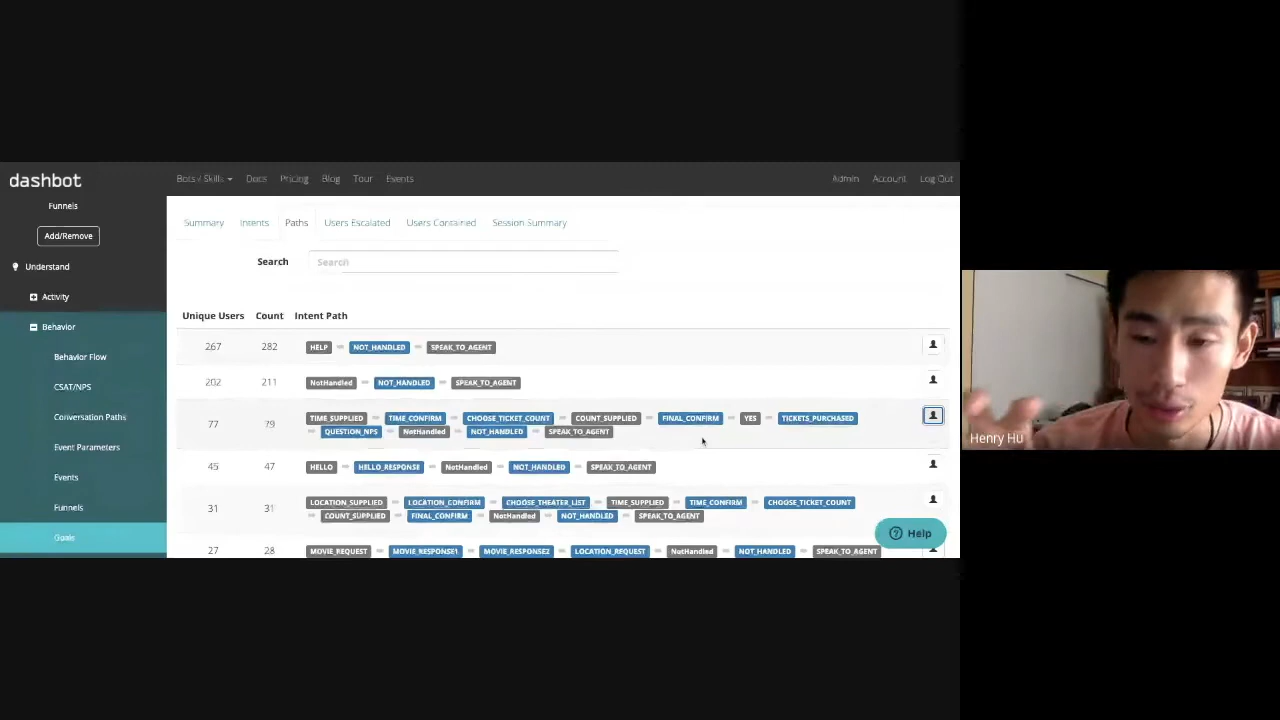 dashbot
Bots / Skills Docs Pricing Blog Tour Events Admin Account Log Out
Funnels
Add/Remove
Understand
Activity
Behavior
Behavior Flow
CSAT/NPS
Conversation Paths
Event Parameters
Events
Funnels
Goals
Summary Intents Paths Users Escalated Users Contained Session Summary
Search Search
Unique Users Count Intent Path
267 282 HELP NOT_HANDLED SPEAK_TO_AGENT
202 211 NotHandled NOT_HANDLED SPEAK_TO_AGENT
77 79 TIME_SUPPLIED TIME_CONFIRM CHOOSE_TICKET_COUNT COUNT_SUPPLIED FINAL_CONFIRM YES TICKETS_PURCHASED
QUESTION_NPS NotHandled NOT_HANDLED SPEAK_TO_AGENT
45 47 HELLO HELLO_RESPONSE NotHandled NOT_HANDLED SPEAK_TO_AGENT
31 31 LOCATION_SUPPLIED LOCATION_CONFIRM CHOOSE_THEATER_LIST TIME_SUPPLIED TIME_CONFIRM CHOOSE_TICKET_COUNT
COUNT_SUPPLIED FINAL_CONFIRM NotHandled NOT_HANDLED SPEAK_TO_AGENT
27 28 MOVIE_REQUEST MOVIE_RESPONSE1 MOVIE_RESPONSE2 LOCATION_REQUEST NotHandled NOT_HANDLED SPEAK_TO_AGENT
Help
Henry Hu